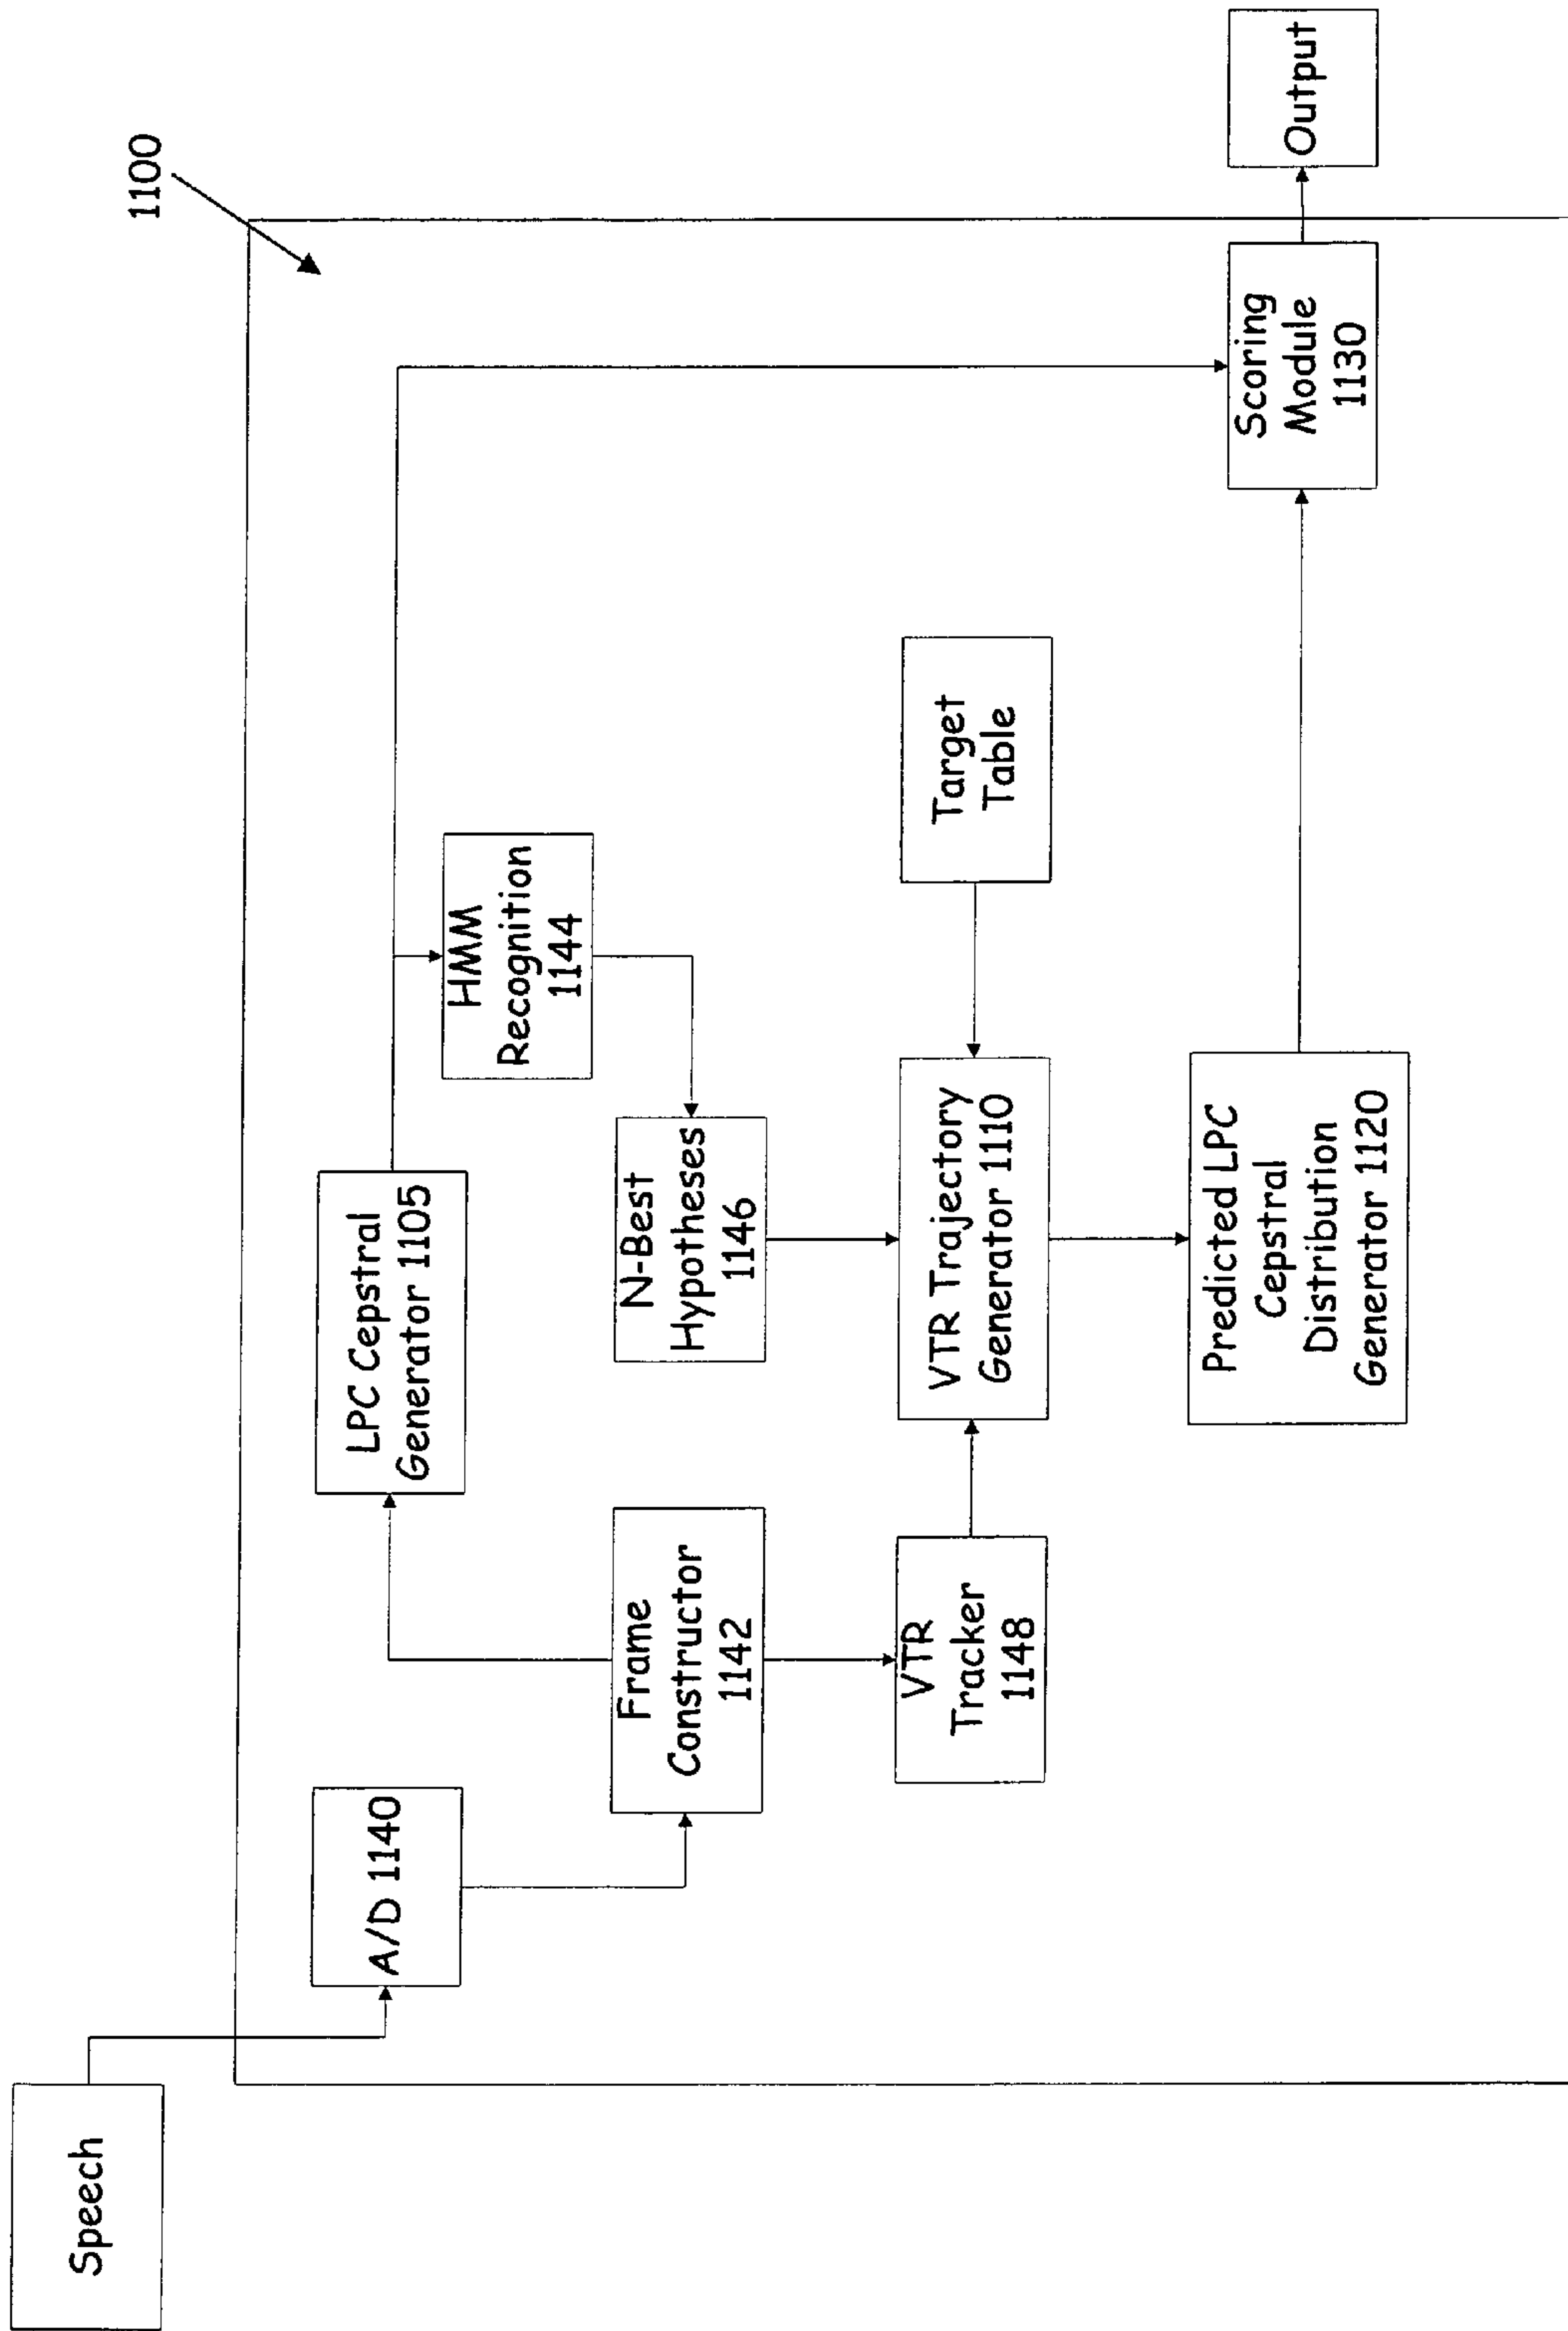 1100
Speech
A/D 1140
LPC Cepstral
Generator 1105
HMM
Recognition
1144
Frame
Constructor
1142
N-Best
Hypotheses
1146
VTR
Tracker
1148
VTR Trajectory
Generator 1110
Target
Table
Predicted LPC
Cepstral
Distribution
Generator 1120
Scoring
Module
1130
Output